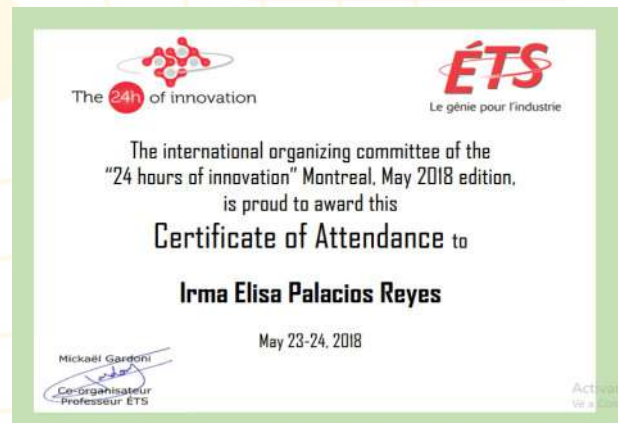 The 24h of innovation
ÉTS
Le génie pour l'industrie
The international organizing committee of the
“24 hours of innovation” Montreal, May 2018 edition,
is proud to award this
Certificate of Attendance to
Irma Elisa Palacios Reyes
May 23-24, 2018
Mickaël Gardoni
Co-organisateur
Professeur ÉTS